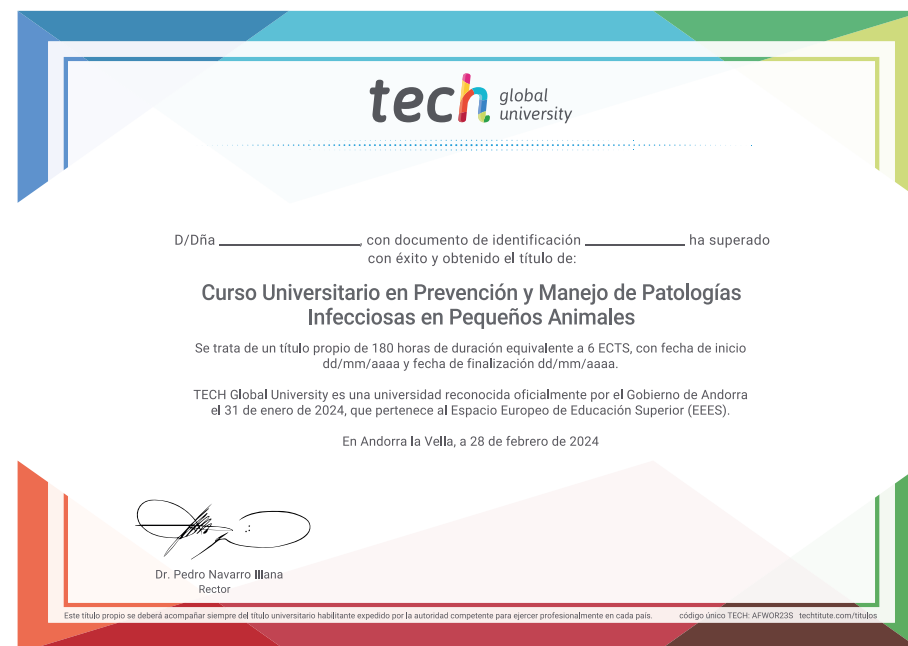 tech global university
D/Dña ____________________, con documento de identificación ______________ ha superado
con éxito y obtenido el título de:
Curso Universitario en Prevención y Manejo de Patologías
Infecciosas en Pequeños Animales
Se trata de un título propio de 180 horas de duración equivalente a 6 ECTS, con fecha de inicio
dd/mm/aaaa y fecha de finalización dd/mm/aaaa.
TECH Global University es una universidad reconocida oficialmente por el Gobierno de Andorra
el 31 de enero de 2024, que pertenece al Espacio Europeo de Educación Superior (EEES).
En Andorra la Vella, a 28 de febrero de 2024
Dr. Pedro Navarro Illana
Rector
Este título propio se deberá acompañar siempre del título universitario habilitante expedido por la autoridad competente para ejercer profesionalmente en cada país. código único TECH: AFWOR23S techtitute.com/titulos